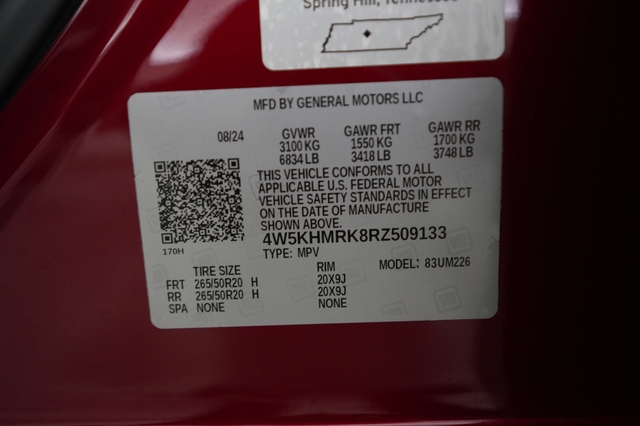 Spring Hill, Tennessee
MFD BY GENERAL MOTORS LLC
08/24 GVWR GAWR FRT GAWR RR
3100 KG 1550 KG 1700 KG
6834 LB 3418 LB 3748 LB
THIS VEHICLE CONFORMS TO ALL
APPLICABLE U.S. FEDERAL MOTOR
VEHICLE SAFETY STANDARDS IN EFFECT
ON THE DATE OF MANUFACTURE
SHOWN ABOVE.
170H
4W5KHMRK8RZ509133
TYPE: MPV
TIRE SIZE RIM MODEL: 83UM226
FRT 265/50R20 H 20X9J
RR 265/50R20 H 20X9J
SPA NONE NONE